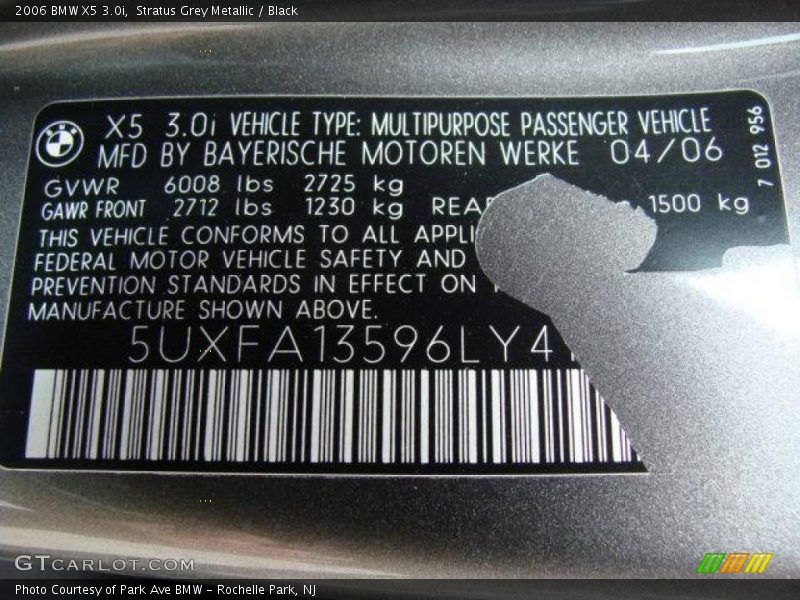 2006 BMW X5 3.0i, Stratus Grey Metallic / Black
X5 3.0i VEHICLE TYPE: MULTIPURPOSE PASSENGER VEHICLE
MFD BY BAYERISCHE MOTOREN WERKE 04/06
7 012 956
GVWR 6008 lbs 2725 kg
GAWR FRONT 2712 lbs 1230 kg 1500 kg
THIS VEHICLE CONFORMS TO ALL
FEDERAL MOTOR VEHICLE SAFETY AND
PREVENTION STANDARDS IN EFFECT ON
MANUFACTURE SHOWN ABOVE.
5UXFA13596LY4
GTCARLOT.COM
Photo Courtesy of Park Ave BMW - Rochelle Park, NJ